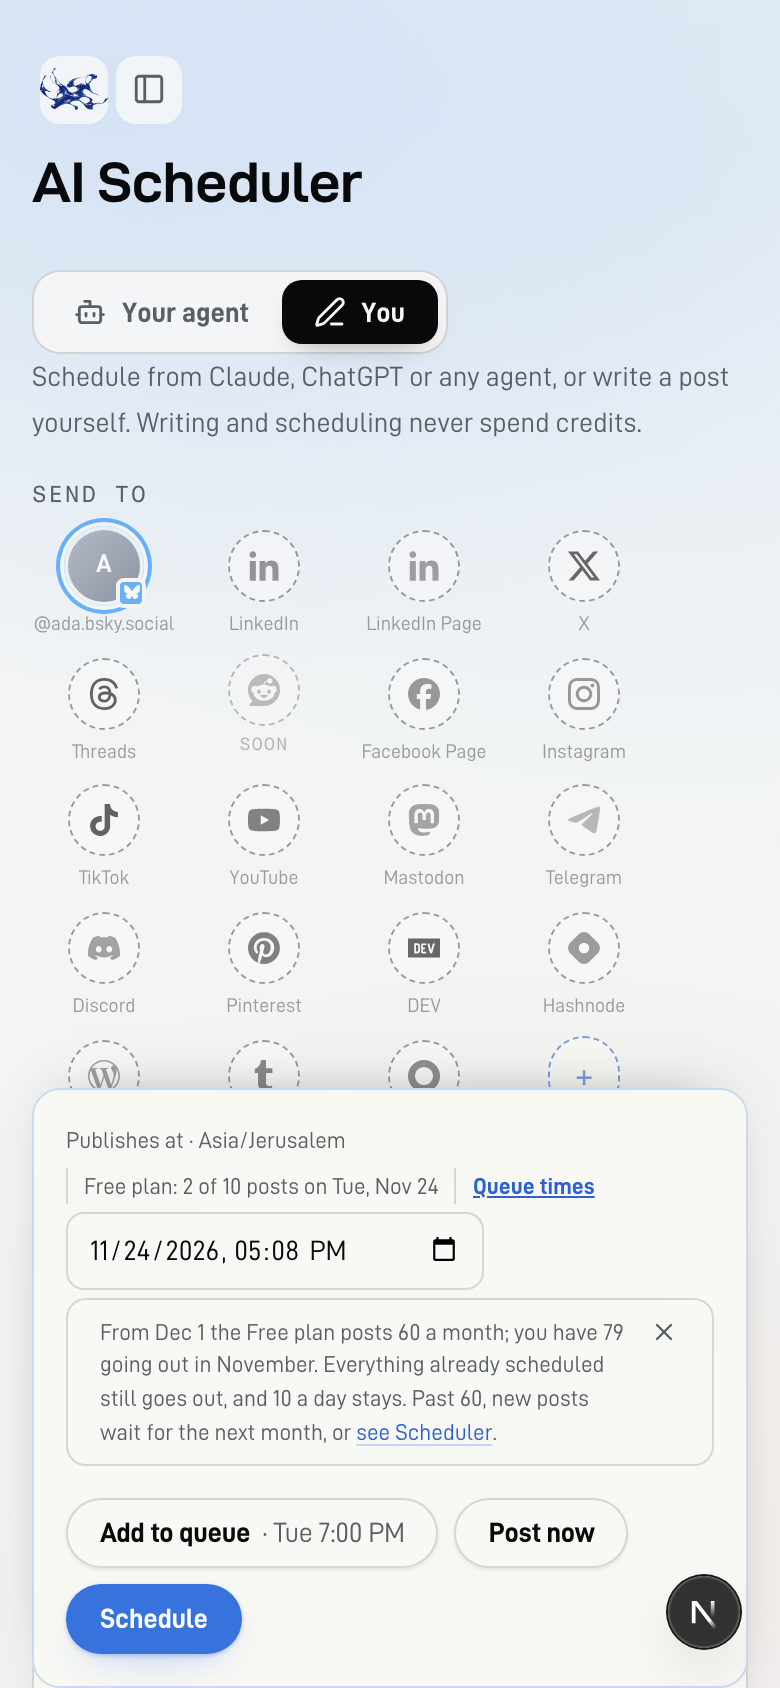 AI Scheduler
Your agent
You
Schedule from Claude, ChatGPT or any agent, or write a post
yourself. Writing and scheduling never spend credits.
SEND TO
A
@ada.bsky.social
LinkedIn
LinkedIn Page
X
Threads
SOON
Facebook Page
Instagram
TikTok
YouTube
Mastodon
Telegram
DEV
Discord
Pinterest
DEV
Hashnode
+
Publishes at · Asia/Jerusalem
Free plan: 2 of 10 posts on Tue, Nov 24
Queue times
11/24/2026, 05:08 PM
From Dec 1 the Free plan posts 60 a month; you have 79
going out in November. Everything already scheduled
still goes out, and 10 a day stays. Past 60, new posts
wait for the next month, or see Scheduler.
Add to queue · Tue 7:00 PM
Post now
Schedule
N